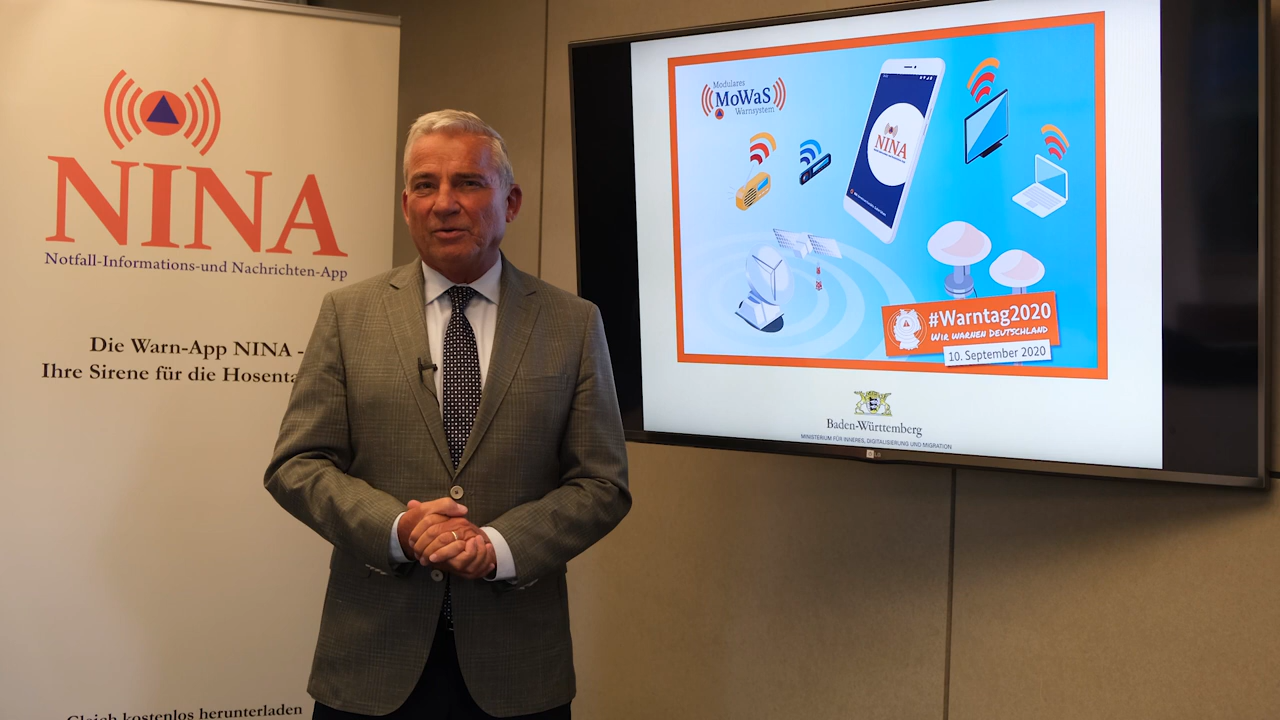 NINA
Notfall-Informations-und Nachrichten-App
Die Warn-App NINA -
Ihre Sirene für die Hosenta
Gleich kostenlos herunterladen
Modulares
MoWaS
Warnsystem
NINA
#Warntag2020
WIR WARNEN DEUTSCHLAND
10. September 2020
Baden-Württemberg
MINISTERIUM FÜR INNERES, DIGITALISIERUNG UND MIGRATION
LG